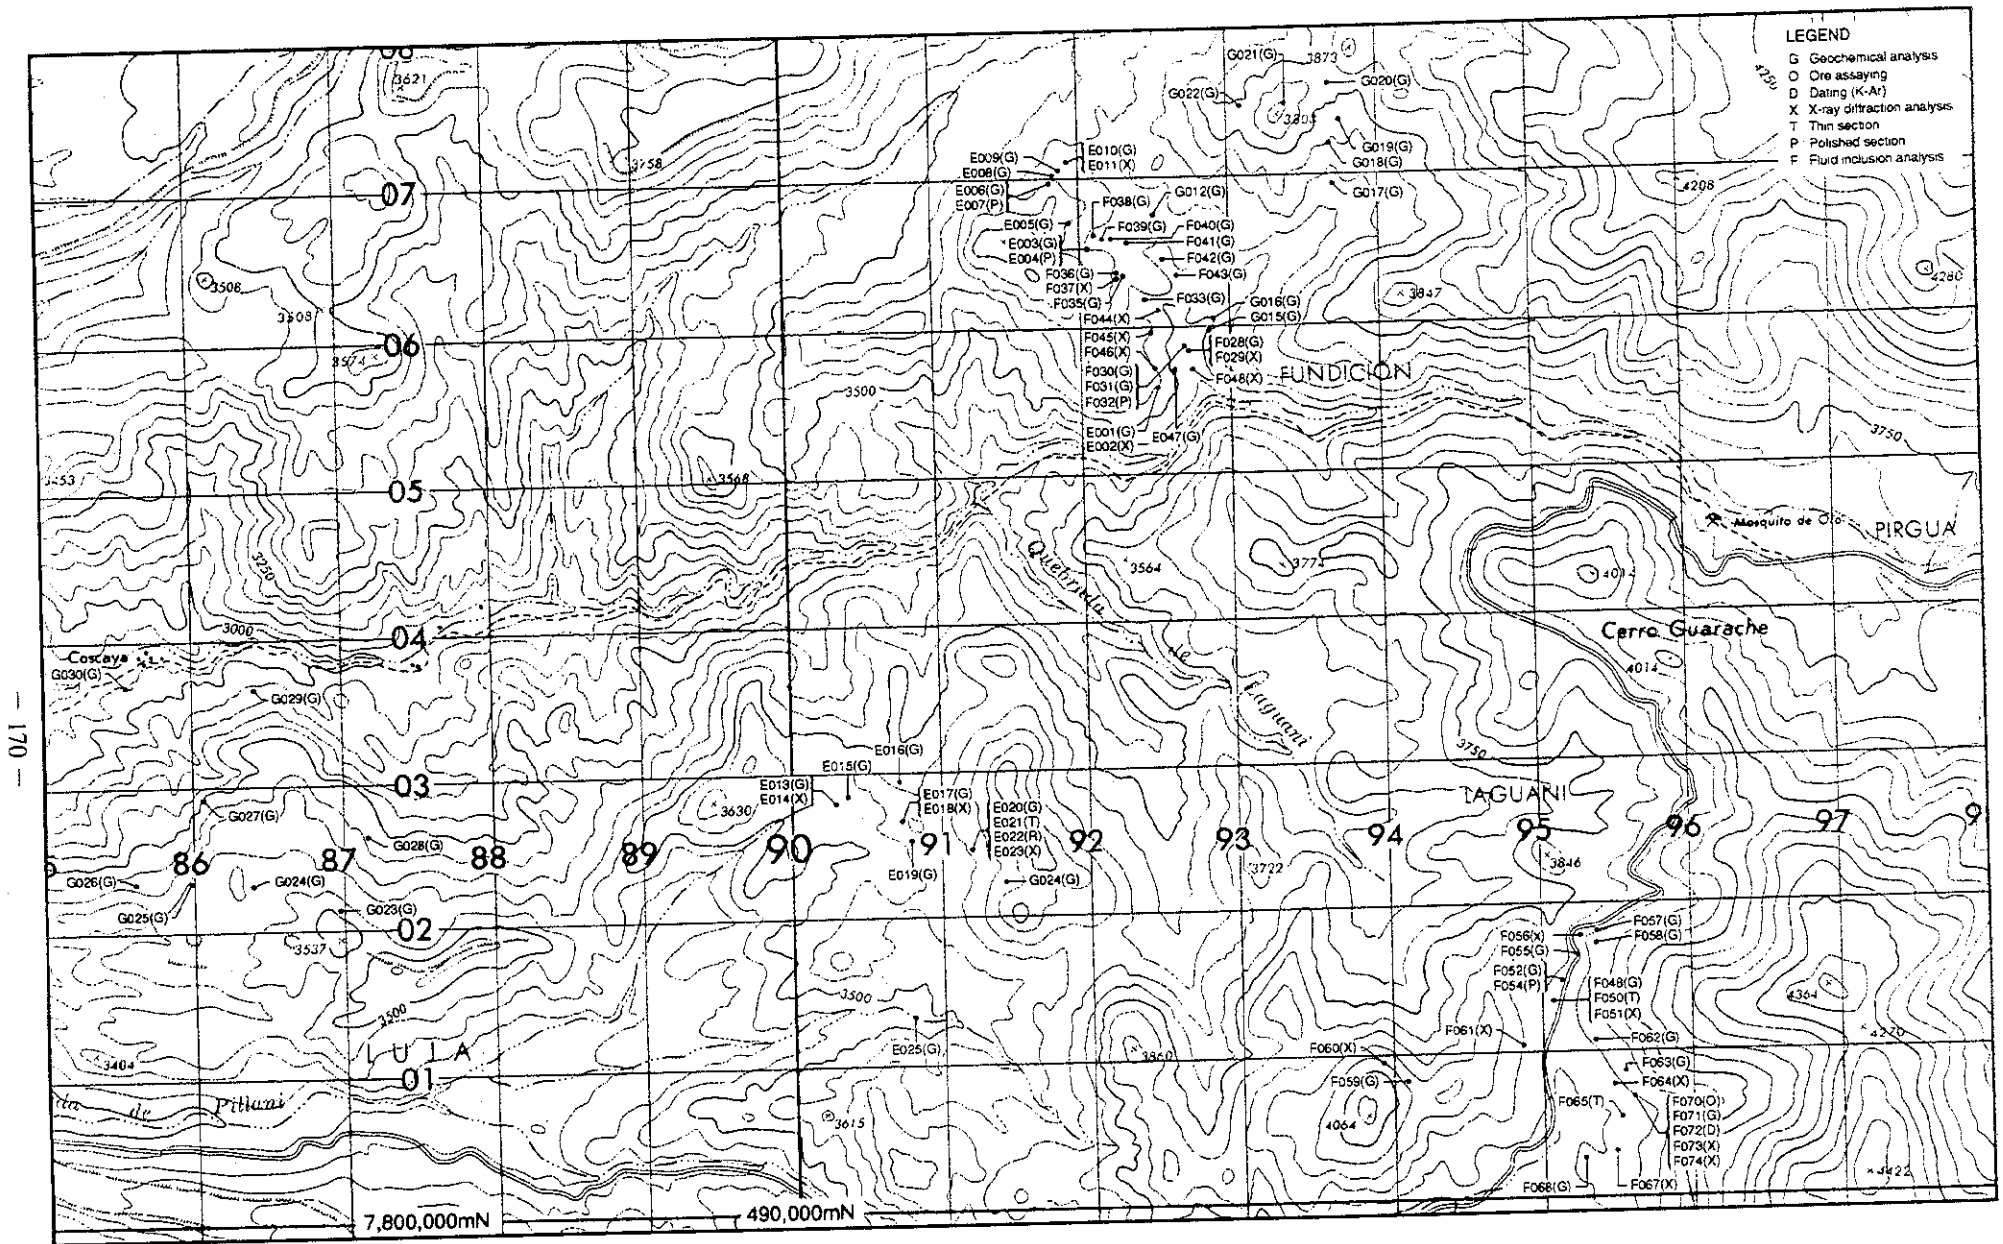 LEGEND
G Geochemical analysis
O Ore assaying
D Dating (K-Ar)
X X-ray diffraction analysis
T Thin section
P Polished section
F Fluid inclusion analysis
08
3621
G021(G)
3873
G020(G)
G022(G)
4250
3758
E009(G)
E010(G)
E011(X)
E008(G)
G019(G)
G018(G)
07
E006(G)
E007(P)
G012(G)
G017(G)
4208
F038(G)
E005(G)
F039(G)
F040(G)
E003(G)
F041(G)
E004(P)
F042(G)
3508
F036(G)
F043(G)
4280
F037(X)
F035(G)
F033(G)
G016(G)
3847
3508
F044(X)
G015(G)
06
F045(X)
F028(G)
F046(X)
F029(X)
3574
F030(G)
F048(X)
FUNDICION
F031(G)
3500
F032(P)
E001(G)
E047(G)
E002(X)
3750
3453
05
3568
Mosquito de Oro
PIRGUA
3250
Quebrada de Laguani
3564
3774
4014
3000
04
Cerro Guarache
Coscaya
4014
G030(G)
G029(G)
E016(G)
3750
E015(G)
03
E013(G)
E014(X)
E017(G)
E018(X)
E020(G)
E021(T)
E022(R)
E023(X)
LAGUANI
3630
G027(G)
G028(G)
86
87
88
89
90
91
92
93
94
95
96
97
3846
3722
G026(G)
G024(G)
E019(G)
G024(G)
G025(G)
G023(G)
02
3537
F057(G)
F056(x)
F058(G)
F055(G)
F052(G)
F054(P)
F048(G)
F050(T)
F051(X)
4364
3500
3500
F061(X)
F062(G)
4270
E025(G)
F060(X)
3860
3404
F063(G)
01
F059(G)
F064(X)
da de Pillani
F065(T)
F070(O)
F071(G)
F072(D)
F073(X)
F074(X)
3615
4064
4422
F068(G)
F067(X)
7,800,000mN
490,000mN
- 170 -